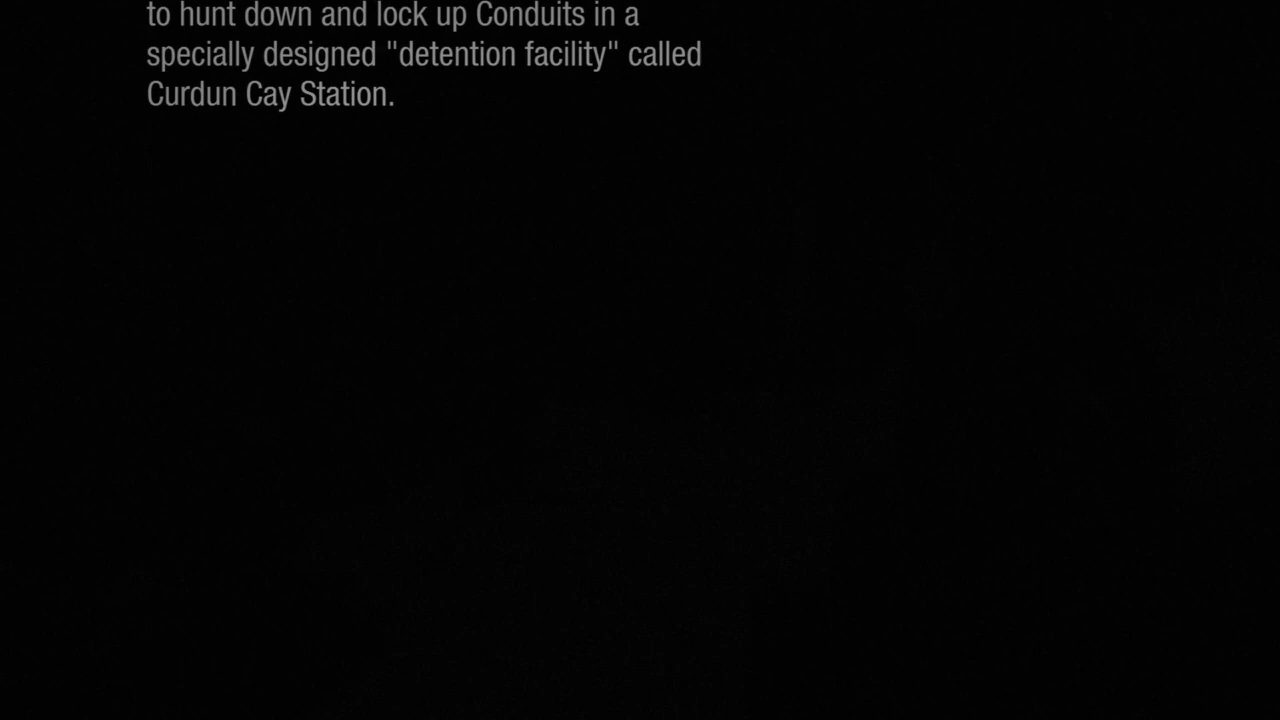 to hunt down and lock up Conduits in a
specially designed "detention facility" called
Curdun Cay Station.